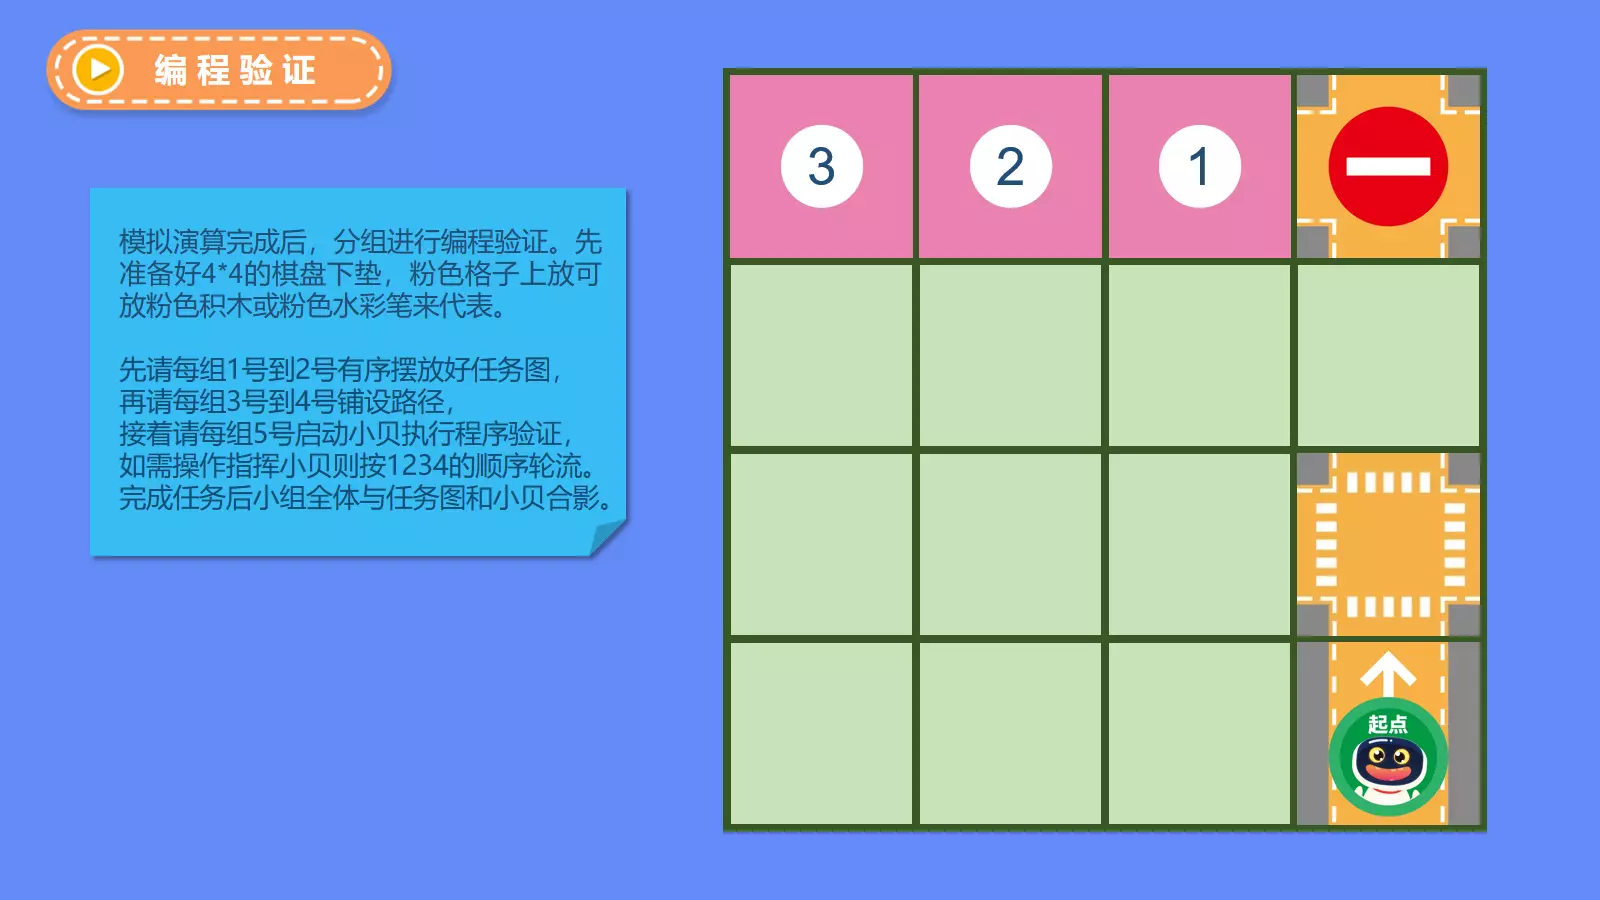 编程验证
模拟演算完成后，分组进行编程验证。先
准备好4*4的棋盘下垫，粉色格子上放可
放粉色积木或粉色水彩笔来代表。
先请每组1号到2号有序摆放好任务图，
再请每组3号到4号铺设路径，
接着请每组5号启动小贝执行程序验证，
如需操作指挥小贝则按1234的顺序轮流。
完成任务后小组全体与任务图和小贝合影。
3
2
1
起点